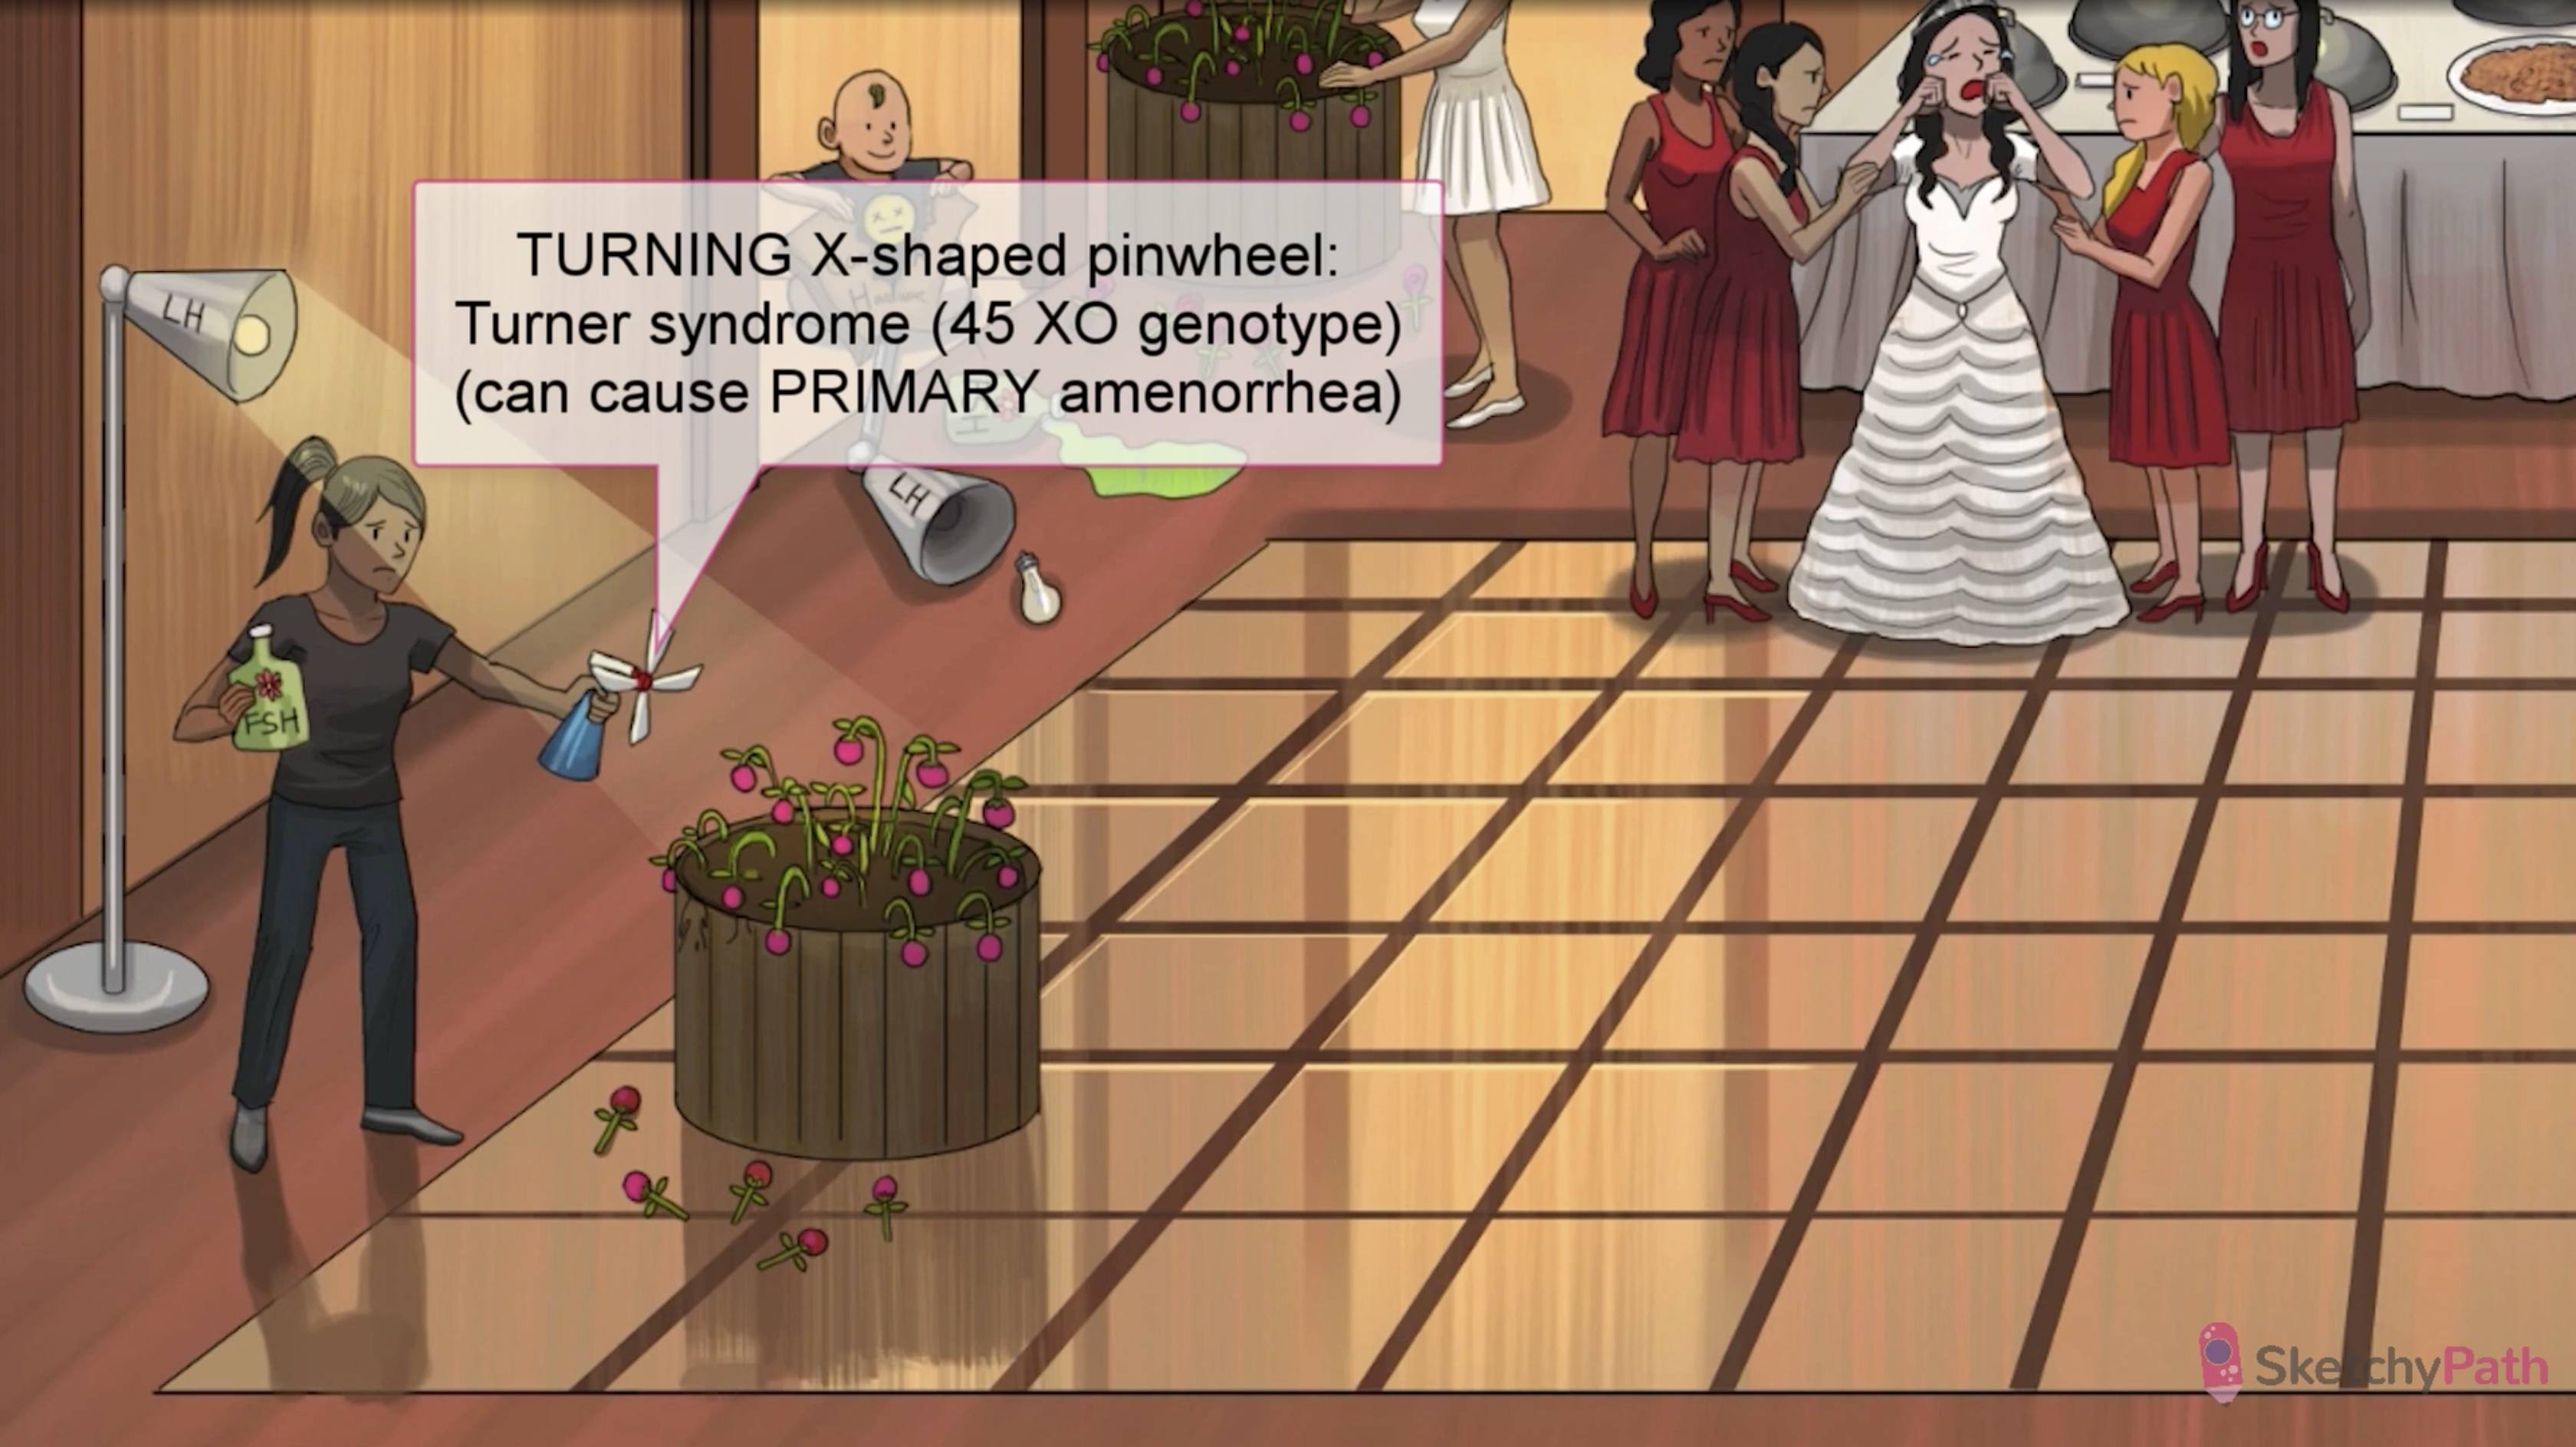 TURNING X-shaped pinwheel:
Turner syndrome (45 XO genotype)
(can cause PRIMARY amenorrhea)
LH
LH
FSH
SketchyPath